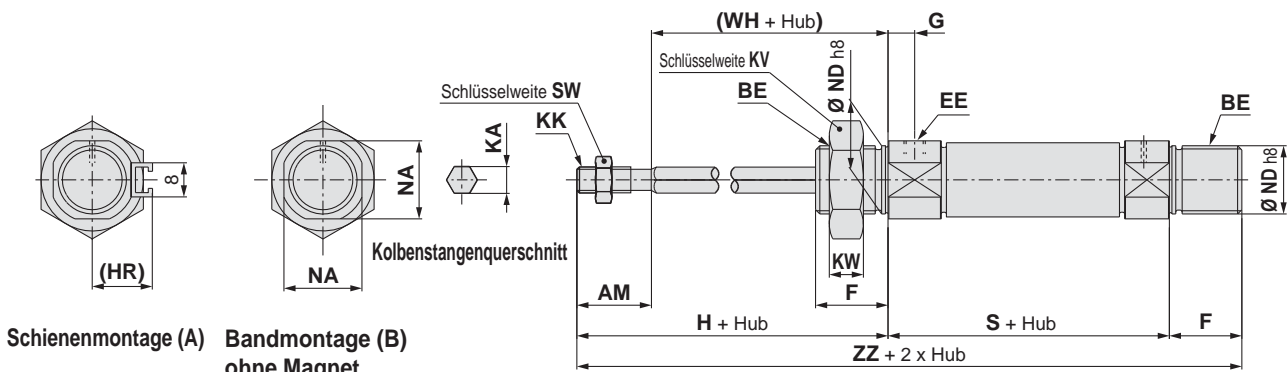 (WH + Hub)
G
Schlüsselweite KV
Ø ND h8
Schlüsselweite SW
BE
EE
BE
KK
KA
NA
8
Ø ND h8
(HR)
NA
Kolbenstangenquerschnitt
KW
AM
F
H + Hub
S + Hub
F
ZZ + 2 x Hub
Schienenmontage (A)
Bandmontage (B)
ohne Magnet